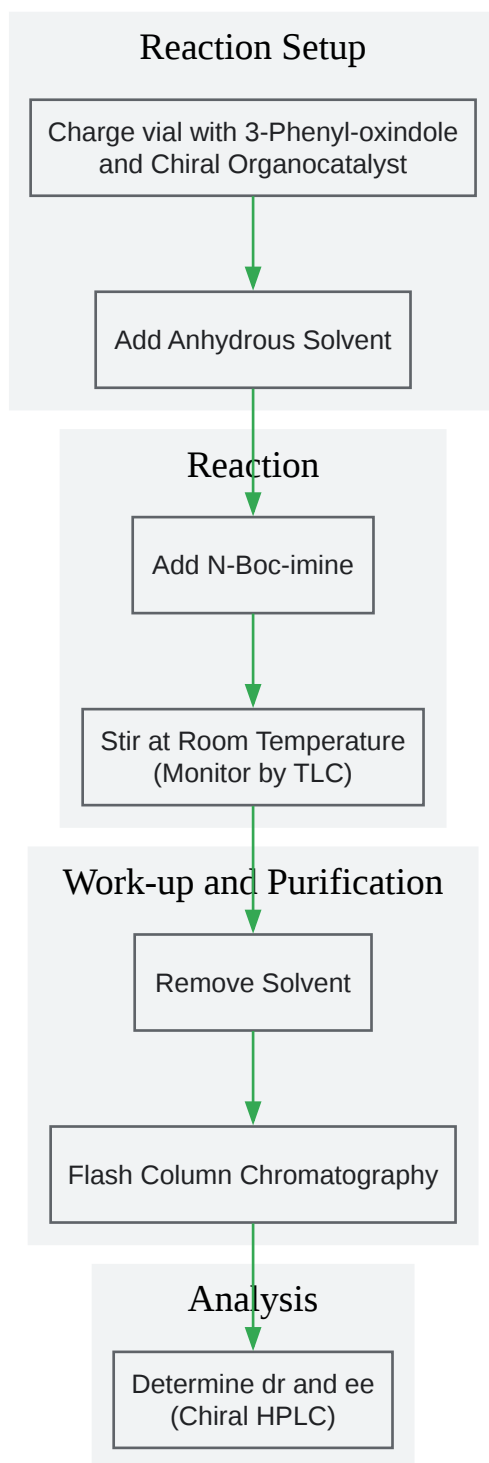 Reaction Setup
Charge vial with 3-Phenyl-oxindole
and Chiral Organocatalyst
Add Anhydrous Solvent
Reaction
Add N-Boc-imine
Stir at Room Temperature
(Monitor by TLC)
Work-up and Purification
Remove Solvent
Flash Column Chromatography
Analysis
Determine dr and ee
(Chiral HPLC)